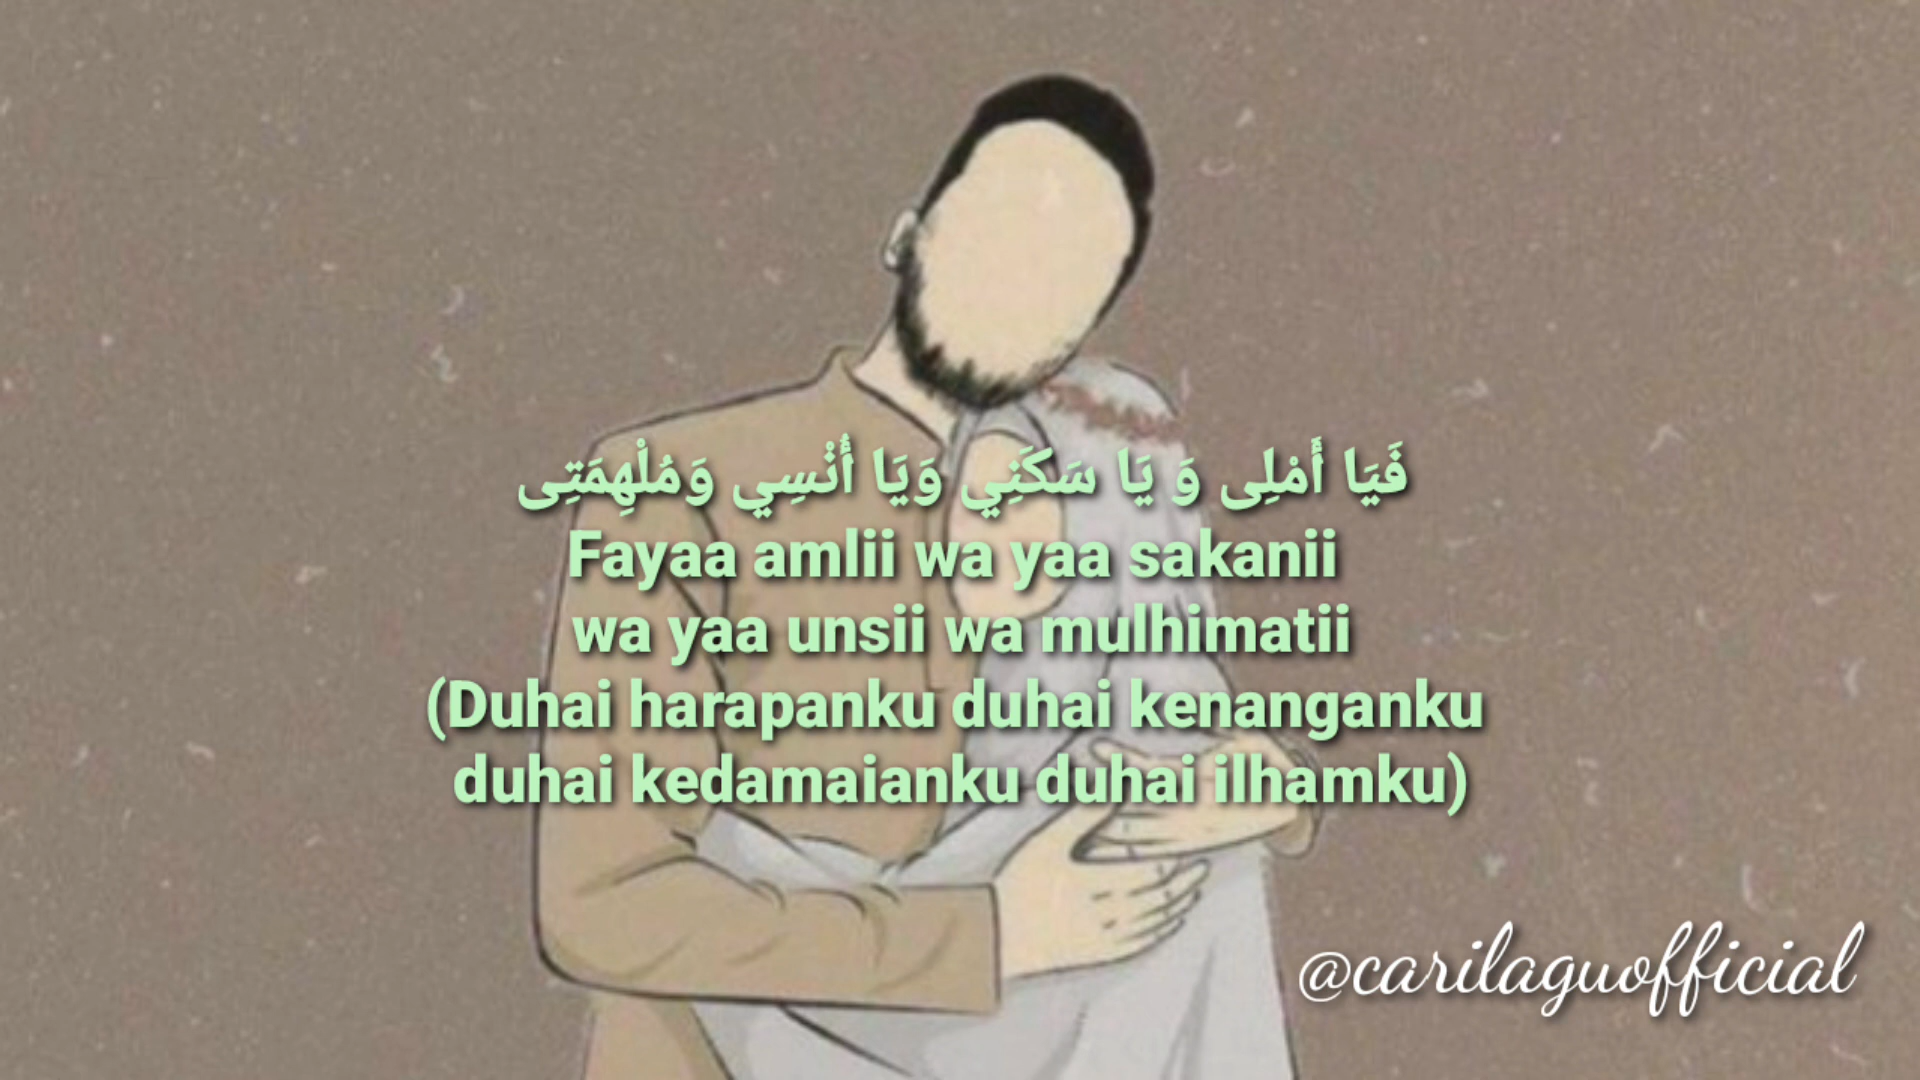 فَيَا أَمْلِى وَ يَا سَكَنِي وَيَا أُنْسِي وَمُلْهِمَتِى
Fayaa amlii wa yaa sakanii
wa yaa unsii wa mulhimatii
(Duhai harapanku duhai kenanganku
duhai kedamaianku duhai ilhamku)
@carilaguofficial